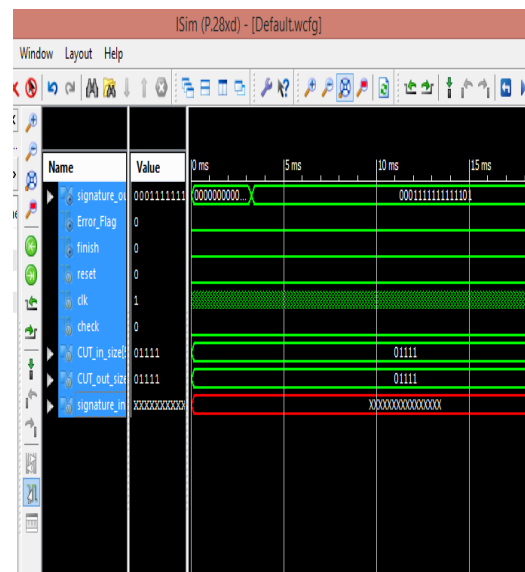 ISim (P.28xd) - [Default.wcfg]
Window Layout Help
Name Value 0 ms 5 ms 10 ms 15 ms
signature_ou 0001111111 0000000000... 0001111111111101
Error_Flag 0
finish 0
reset 0
clk 1
check 0
CUT_in_size[ 01111 01111
CUT_out_size 01111 01111
signature_in XXXXXXXXXX XXXXXXXXXXXXXXXX